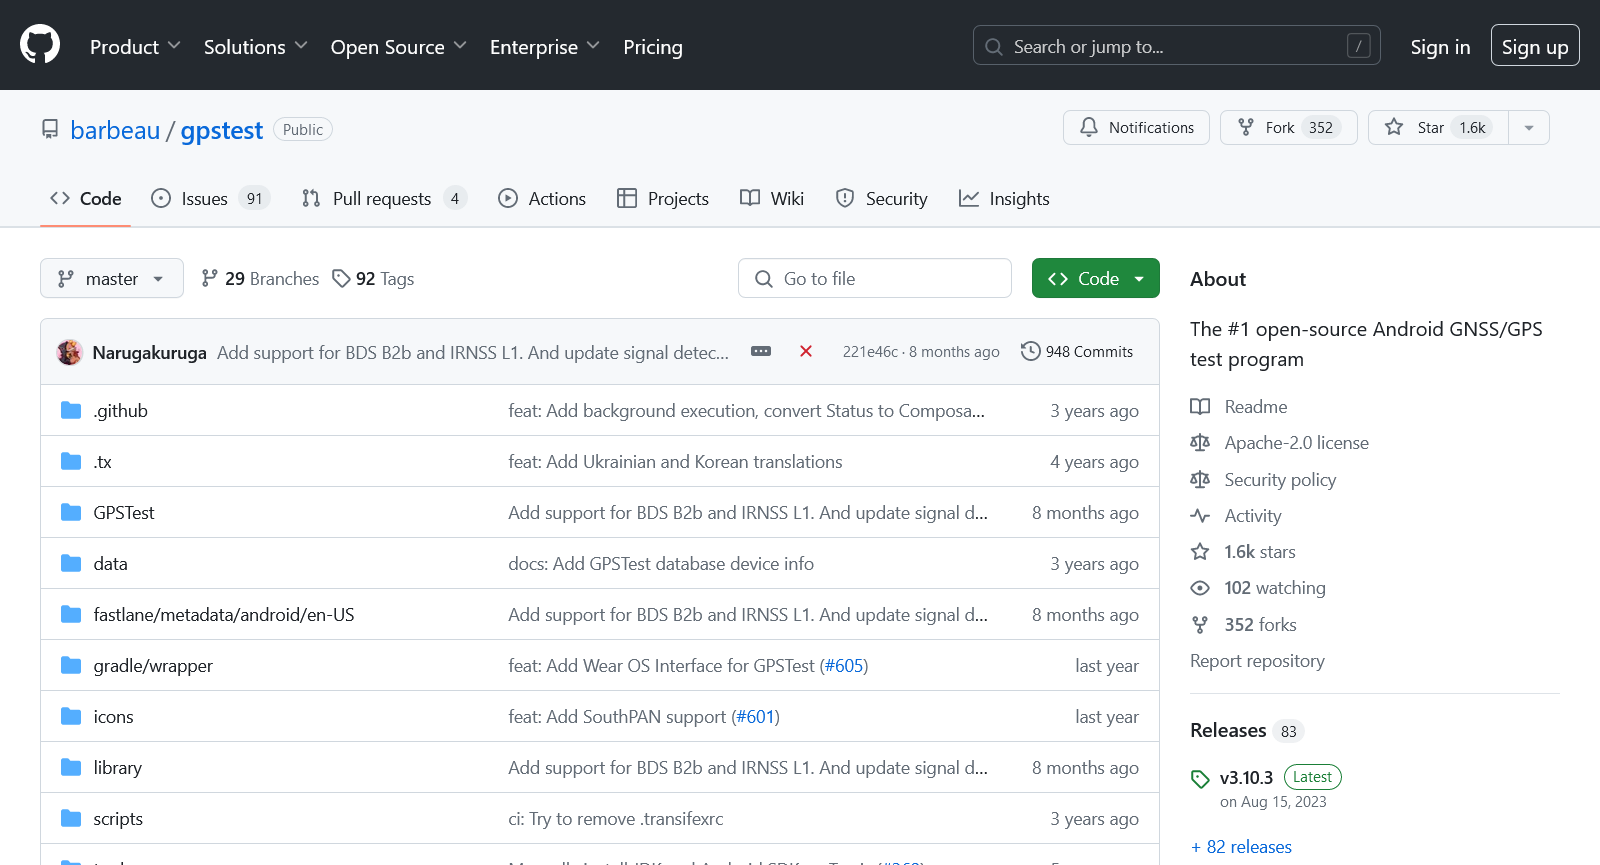 Product Solutions Open Source Enterprise Pricing Search or jump to... / Sign in Sign up
barbeau / gpstest Public Notifications Fork 352 Star 1.6k
Code Issues 91 Pull requests 4 Actions Projects Wiki Security Insights
master 29 Branches 92 Tags Go to file Code
Narugakuruga Add support for BDS B2b and IRNSS L1. And update signal detec... 221e46c · 8 months ago 948 Commits
.github feat: Add background execution, convert Status to Composa... 3 years ago
.tx feat: Add Ukrainian and Korean translations 4 years ago
GPSTest Add support for BDS B2b and IRNSS L1. And update signal d... 8 months ago
data docs: Add GPSTest database device info 3 years ago
fastlane/metadata/android/en-US Add support for BDS B2b and IRNSS L1. And update signal d... 8 months ago
gradle/wrapper feat: Add Wear OS Interface for GPSTest (#605) last year
icons feat: Add SouthPAN support (#601) last year
library Add support for BDS B2b and IRNSS L1. And update signal d... 8 months ago
scripts ci: Try to remove .transifexrc 3 years ago
About
The #1 open-source Android GNSS/GPS
test program
Readme
Apache-2.0 license
Security policy
Activity
1.6k stars
102 watching
352 forks
Report repository
Releases 83
v3.10.3 Latest
on Aug 15, 2023
+ 82 releases